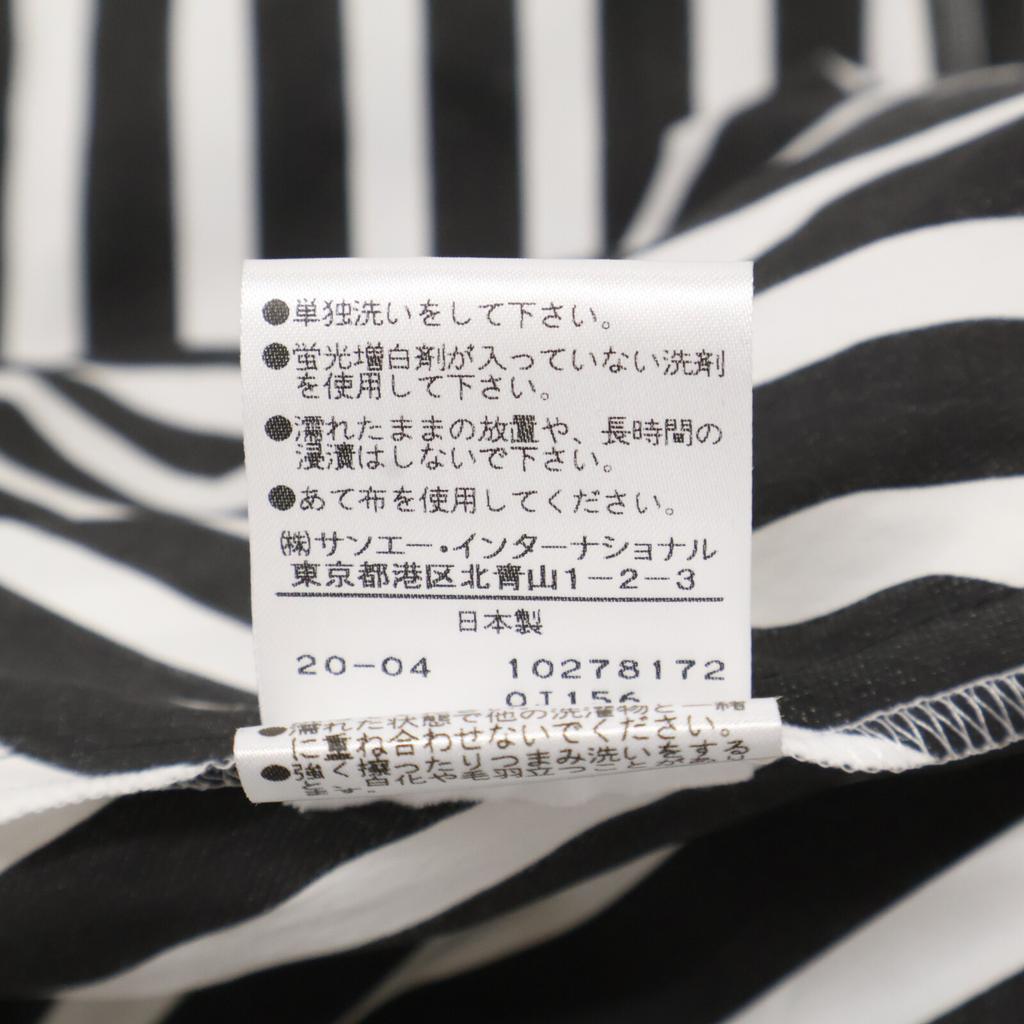 ●単独洗いをして下さい。
●蛍光増白剤が入っていない洗剤
を使用して下さい。
●濡れたままの放置や、長時間の
浸漬はしないで下さい。
●あて布を使用してください。
㈱サンエー・インターナショナル
東京都港区北青山1-2-3
日本製
20-04 10278172
濡れた状態で他の洗濯物と一緒
に重ね合わせないでください。
●強く擦ったりつまみ洗いをする